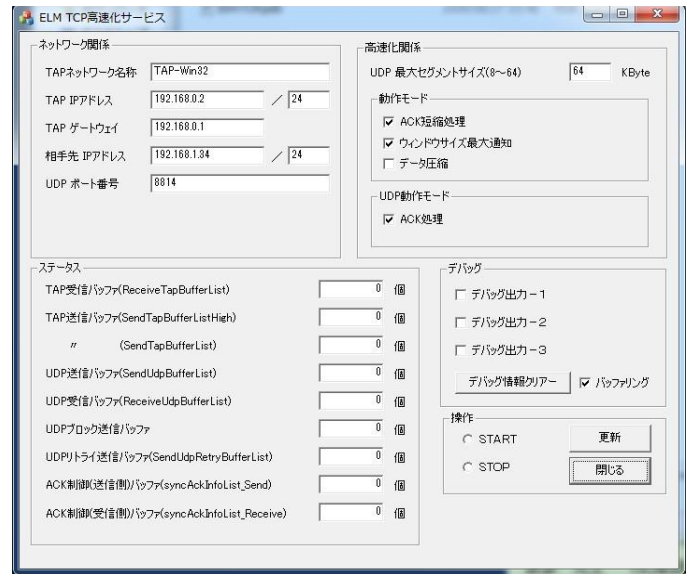 ELM TCP高速化サービス
ネットワーク関係
TAPネットワーク名称 TAP-Win32
TAP IPアドレス 192.168.0.2 / 24
TAP ゲートウェイ 192.168.0.1
相手先 IPアドレス 192.168.1.34 / 24
UDP ポート番号 8814
高速化関係
UDP 最大セグメントサイズ(8～64) 64 KByte
動作モード
ACK短縮処理
ウィンドウサイズ最大通知
データ圧縮
UDP動作モード
ACK処理
ステータス
TAP受信バッファ(ReceiveTapBufferList) 0 個
TAP送信バッファ(SendTapBufferListHigh) 0 個
〃 (SendTapBufferList) 0 個
UDP送信バッファ(SendUdpBufferList) 0 個
UDP受信バッファ(ReceiveUdpBufferList) 0 個
UDPブロック送信バッファ 0 個
UDPリトライ送信バッファ(SendUdpRetryBufferList) 0 個
ACK制御(送信側)バッファ(syncAckInfoList_Send) 0 個
ACK制御(受信側)バッファ(syncAckInfoList_Receive) 0 個
デバッグ
デバッグ出力－1
デバッグ出力－2
デバッグ出力－3
デバッグ情報クリアー バッファリング
操作
START 更新
STOP 閉じる